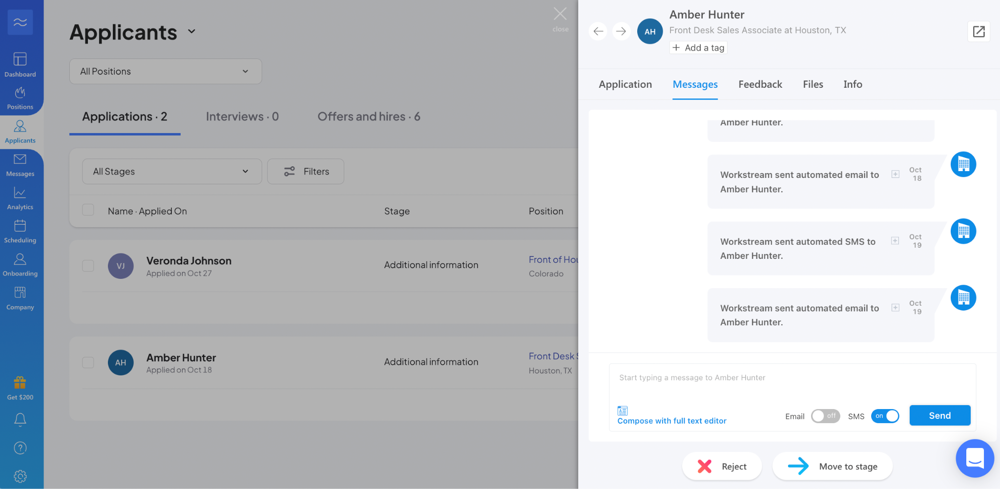 Dashboard
Positions
Applicants
Messages
Analytics
Scheduling
Onboarding
Company
Get $200
Applicants
All Positions
Applications · 2
Interviews · 0
Offers and hires · 6
All Stages
Filters
Name · Applied On
Stage
Position
VJ
Veronda Johnson
Applied on Oct 27
Additional information
Front of Hou
Colorado
AH
Amber Hunter
Applied on Oct 18
Additional information
Front Desk S
Houston, TX
close
AH
Amber Hunter
Front Desk Sales Associate at Houston, TX
+ Add a tag
Application
Messages
Feedback
Files
Info
Amber Hunter.
Workstream sent automated email to
Amber Hunter.
Oct
18
Workstream sent automated SMS to
Amber Hunter.
Oct
19
Workstream sent automated email to
Amber Hunter.
Oct
19
Start typing a message to Amber Hunter
Compose with full text editor
Email
off
SMS
on
Send
Reject
Move to stage